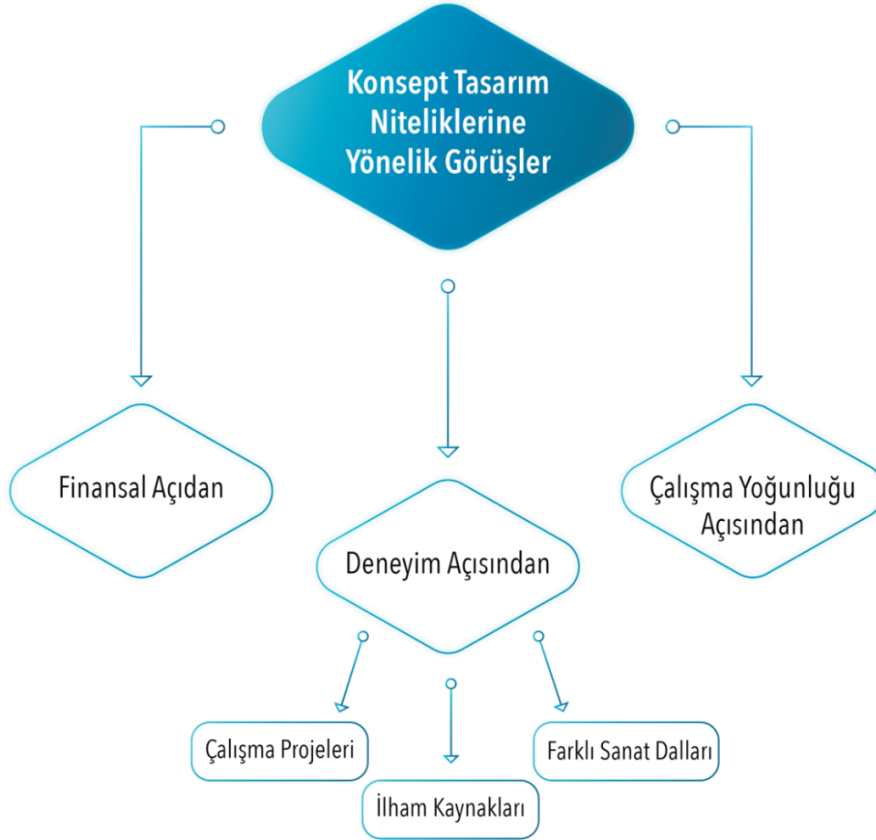 Konsept Tasarım
Niteliklerine
Yönelik Görüşler
Finansal Açıdan
Deneyim Açısından
Çalışma Yoğunluğu
Açısından
Çalışma Projeleri
İlham Kaynakları
Farklı Sanat Dalları